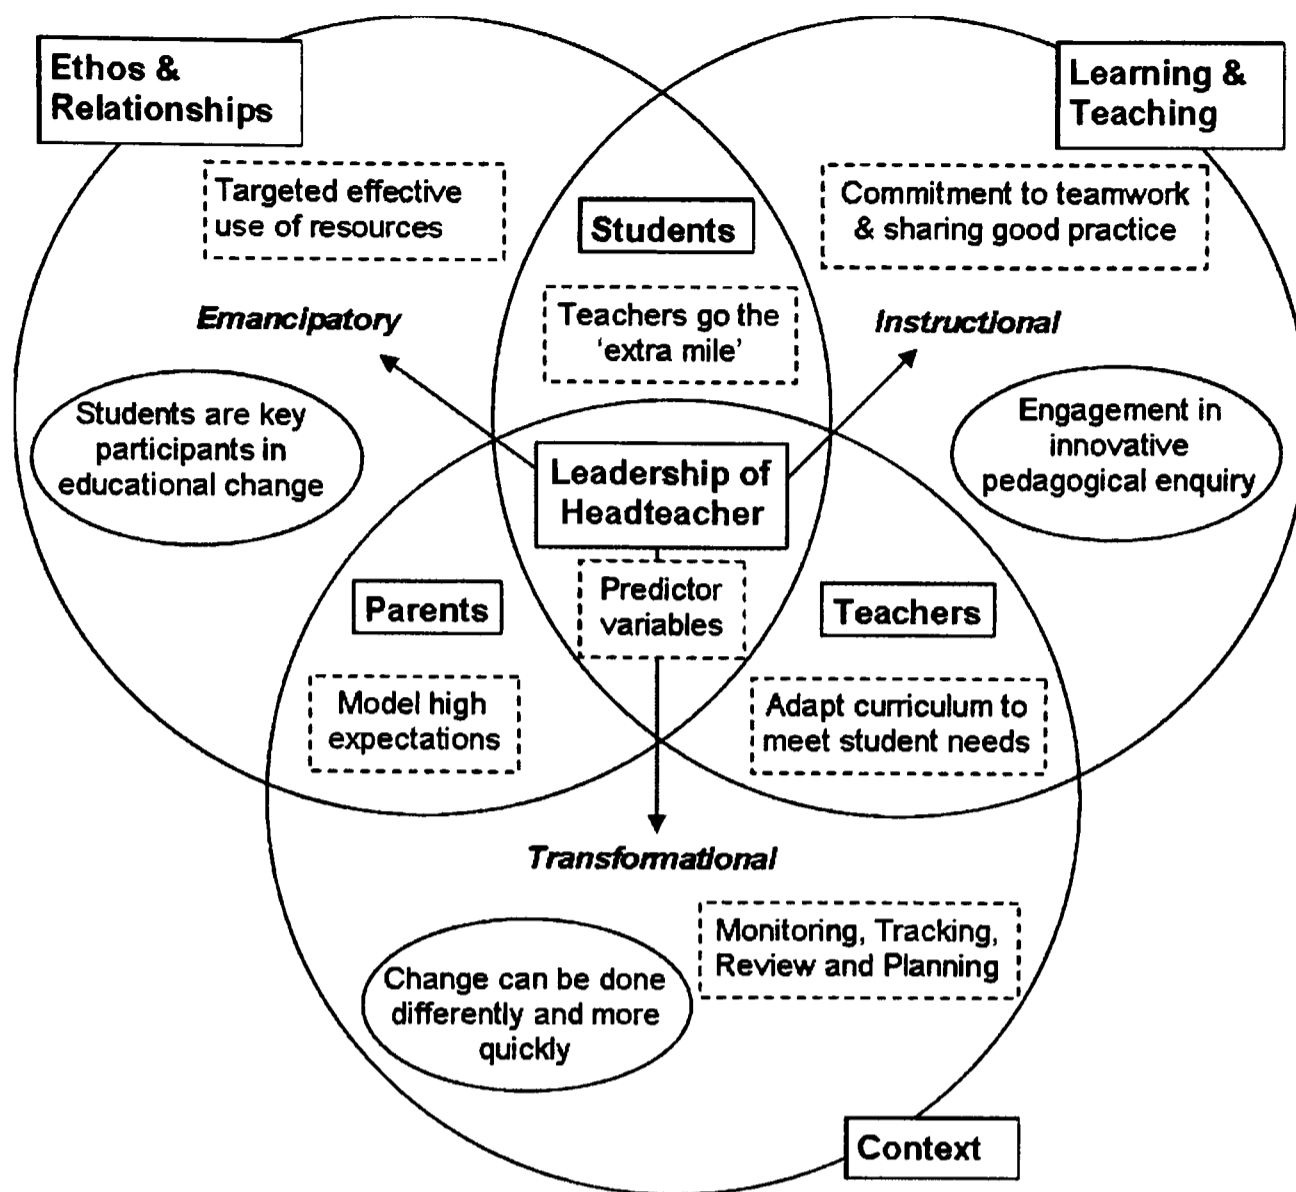 Ethos &
Relationships
Learning &
Teaching
Targeted effective
use of resources
Students
Commitment to teamwork
& sharing good practice
Emancipatory
Teachers go the
‘extra mile’
Instructional
Students are key
participants in
educational change
Leadership of
Headteacher
Engagement in
innovative
pedagogical enquiry
Parents
Predictor
variables
Teachers
Model high
expectations
Adapt curriculum to
meet student needs
Transformational
Monitoring, Tracking,
Review and Planning
Change can be done
differently and more
quickly
Context